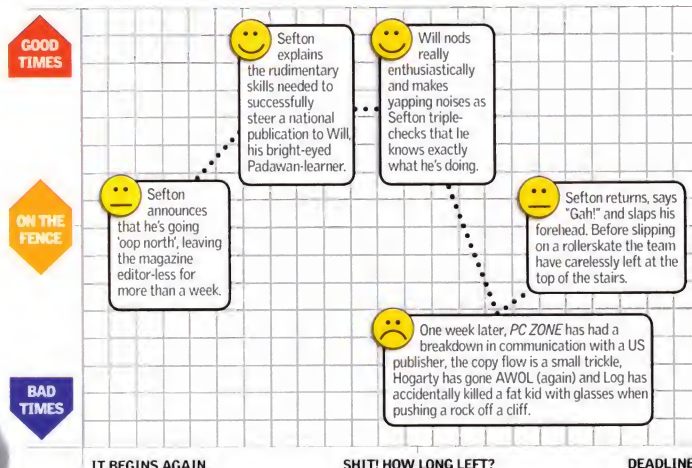 GOOD
TIMES
ON THE
FENCE
BAD
TIMES
Sefton
announces
that he's going
'oop north', leaving
the magazine
editor-less for
more than a week.
Sefton
explains
the rudimentary
skills needed to
successfully
steer a national
publication to Will,
his bright-eyed
Padawan-learner.
Will nods
really
enthusiastically
and makes
yapping noises as
Sefton triple-
checks that he
knows exactly
what he's doing.
One week later, PC ZONE has had a
breakdown in communication with a US
publisher, the copy flow is a small trickle,
Hogarty has gone AWOL (again) and Log has
accidentally killed a fat kid with glasses when
pushing a rock off a cliff.
Sefton returns, says
"Gah!" and slaps his
forehead. Before slipping
on a rollerskate the team
have carelessly left at the
top of the stairs.
IT BEGINS AGAIN
SHIT! HOW LONG LEFT?
DEADLINE